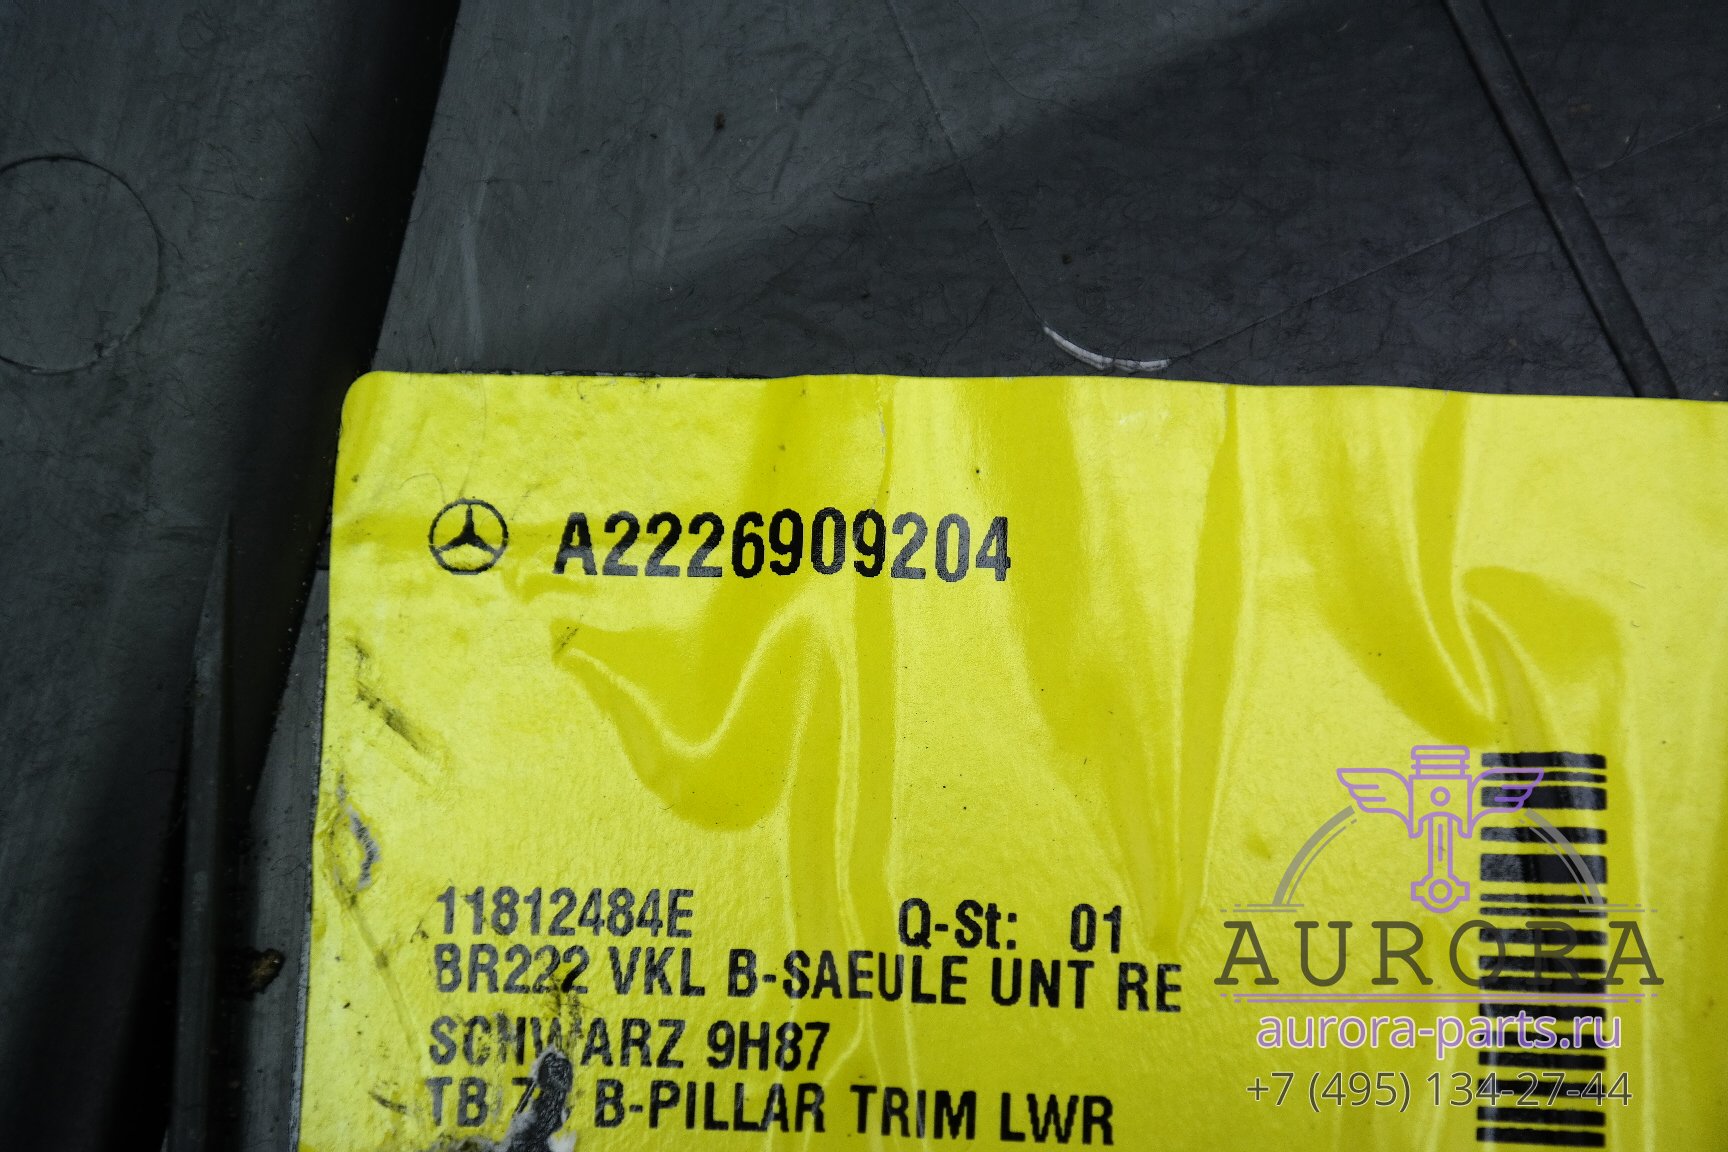 A2226909204
11812484E Q-St: 01
BR222 VKL B-SAEULE UNT RE
SCHWARZ 9H87
B-PILLAR TRIM LWR
AURORA
aurora-parts.ru
+7 (495) 134-27-44